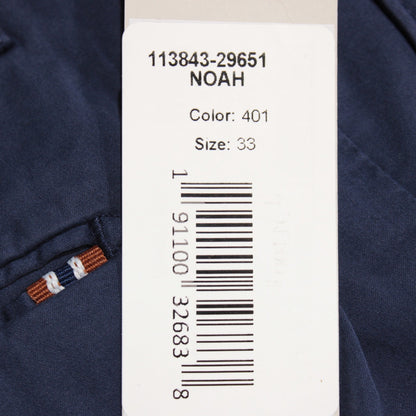 113843-29651
NOAH
Color: 401
Size: 33
1 91100 32683 8